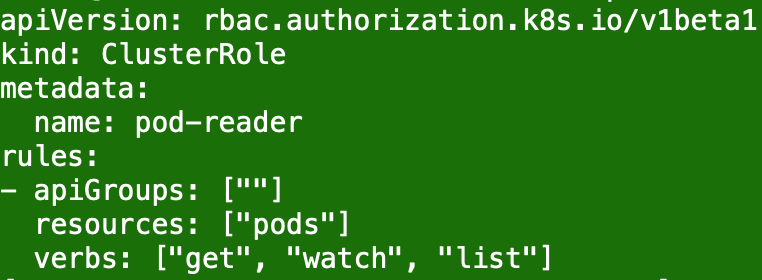 apiVersion: rbac.authorization.k8s.io/v1beta1
kind: ClusterRole
metadata:
  name: pod-reader
rules:
- apiGroups: [""]
  resources: ["pods"]
  verbs: ["get", "watch", "list"]